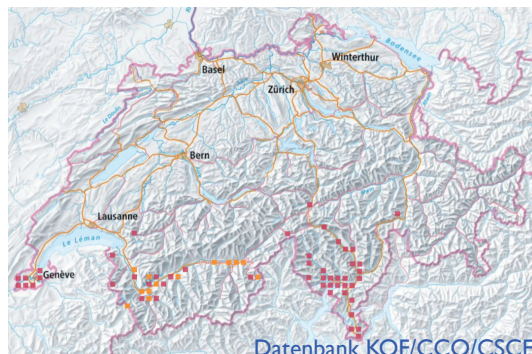 Bodensee
Basel
Winterthur
Zürich
Bern
Lausanne
Le Léman
Genève
Datenbank KOF/CCO/CSCF